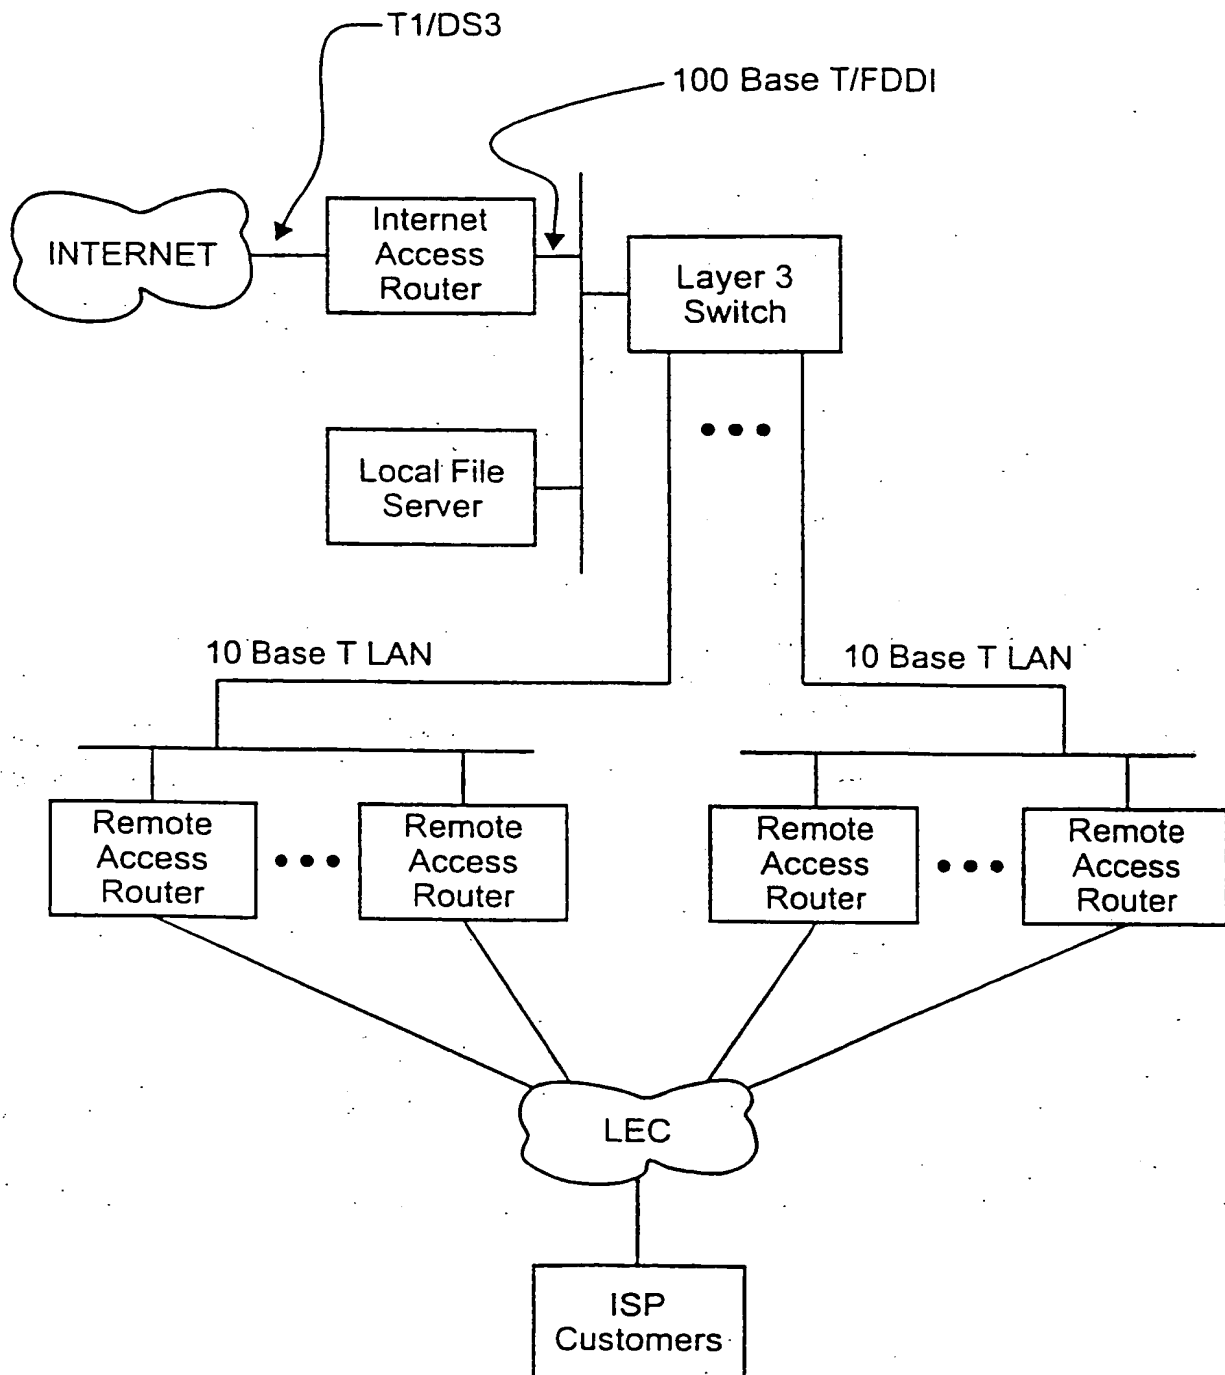 T1/DS3
100 Base T/FDDI
INTERNET
Internet
Access
Router
Layer 3
Switch
Local File
Server
10 Base T LAN
10 Base T LAN
Remote
Access
Router
Remote
Access
Router
Remote
Access
Router
Remote
Access
Router
LEC
ISP
Customers